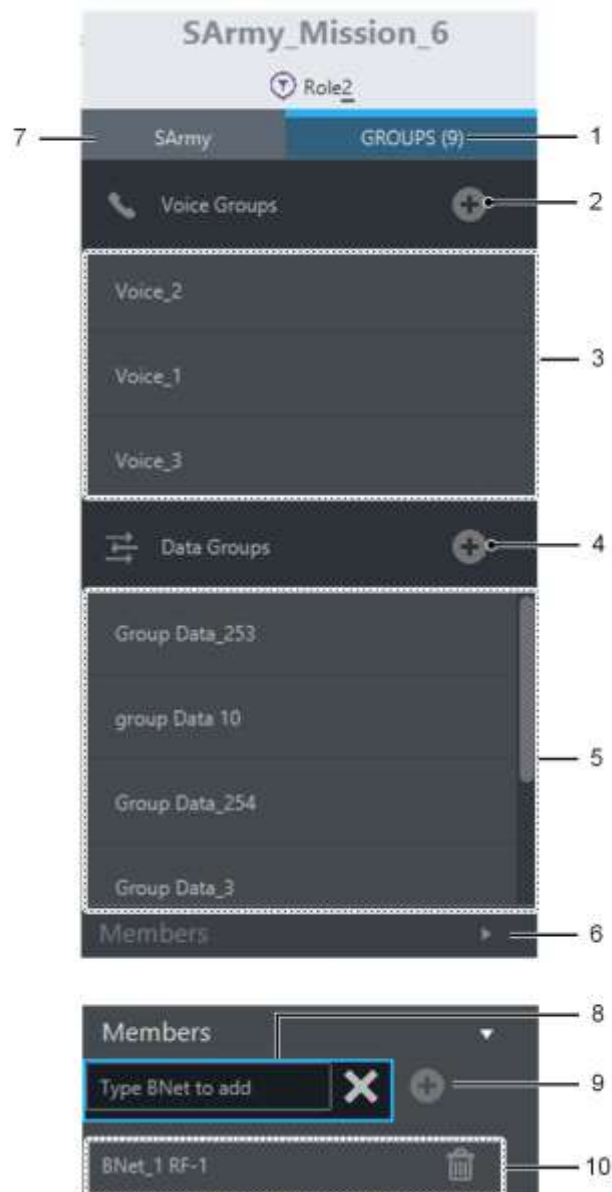 SArmy_Mission_6
Role2
7 SArmy GROUPS (9) 1
Voice Groups 2
Voice_2
3
Voice_1
Voice_3
Data Groups 4
Group Data_253
group Data 10
5
Group Data_254
Group Data_3
Members 6
8
Members
Type BNet to add 9
BNet_1 RF-1 10